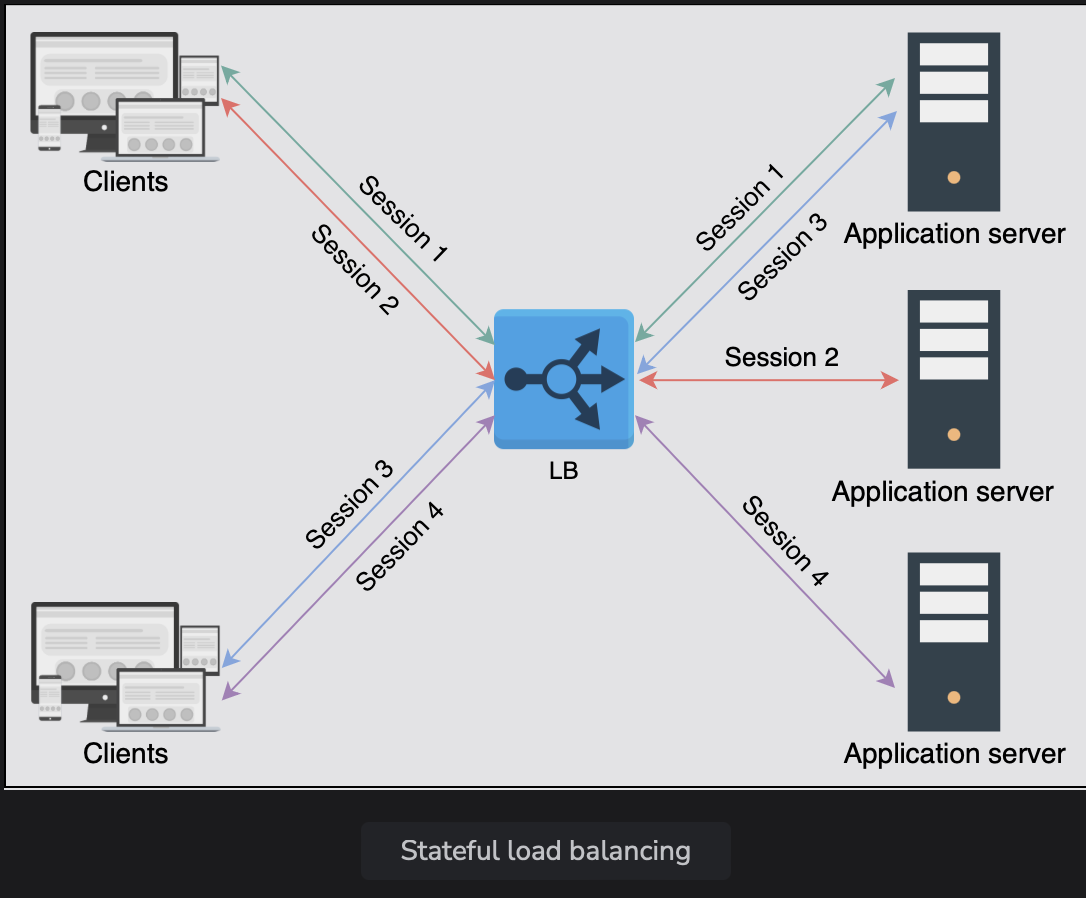 Clients
Session 1
Session 2
Session 1
Session 3
Application server
Session 2
LB
Application server
Session 3
Session 4
Session 4
Clients
Application server
Stateful load balancing